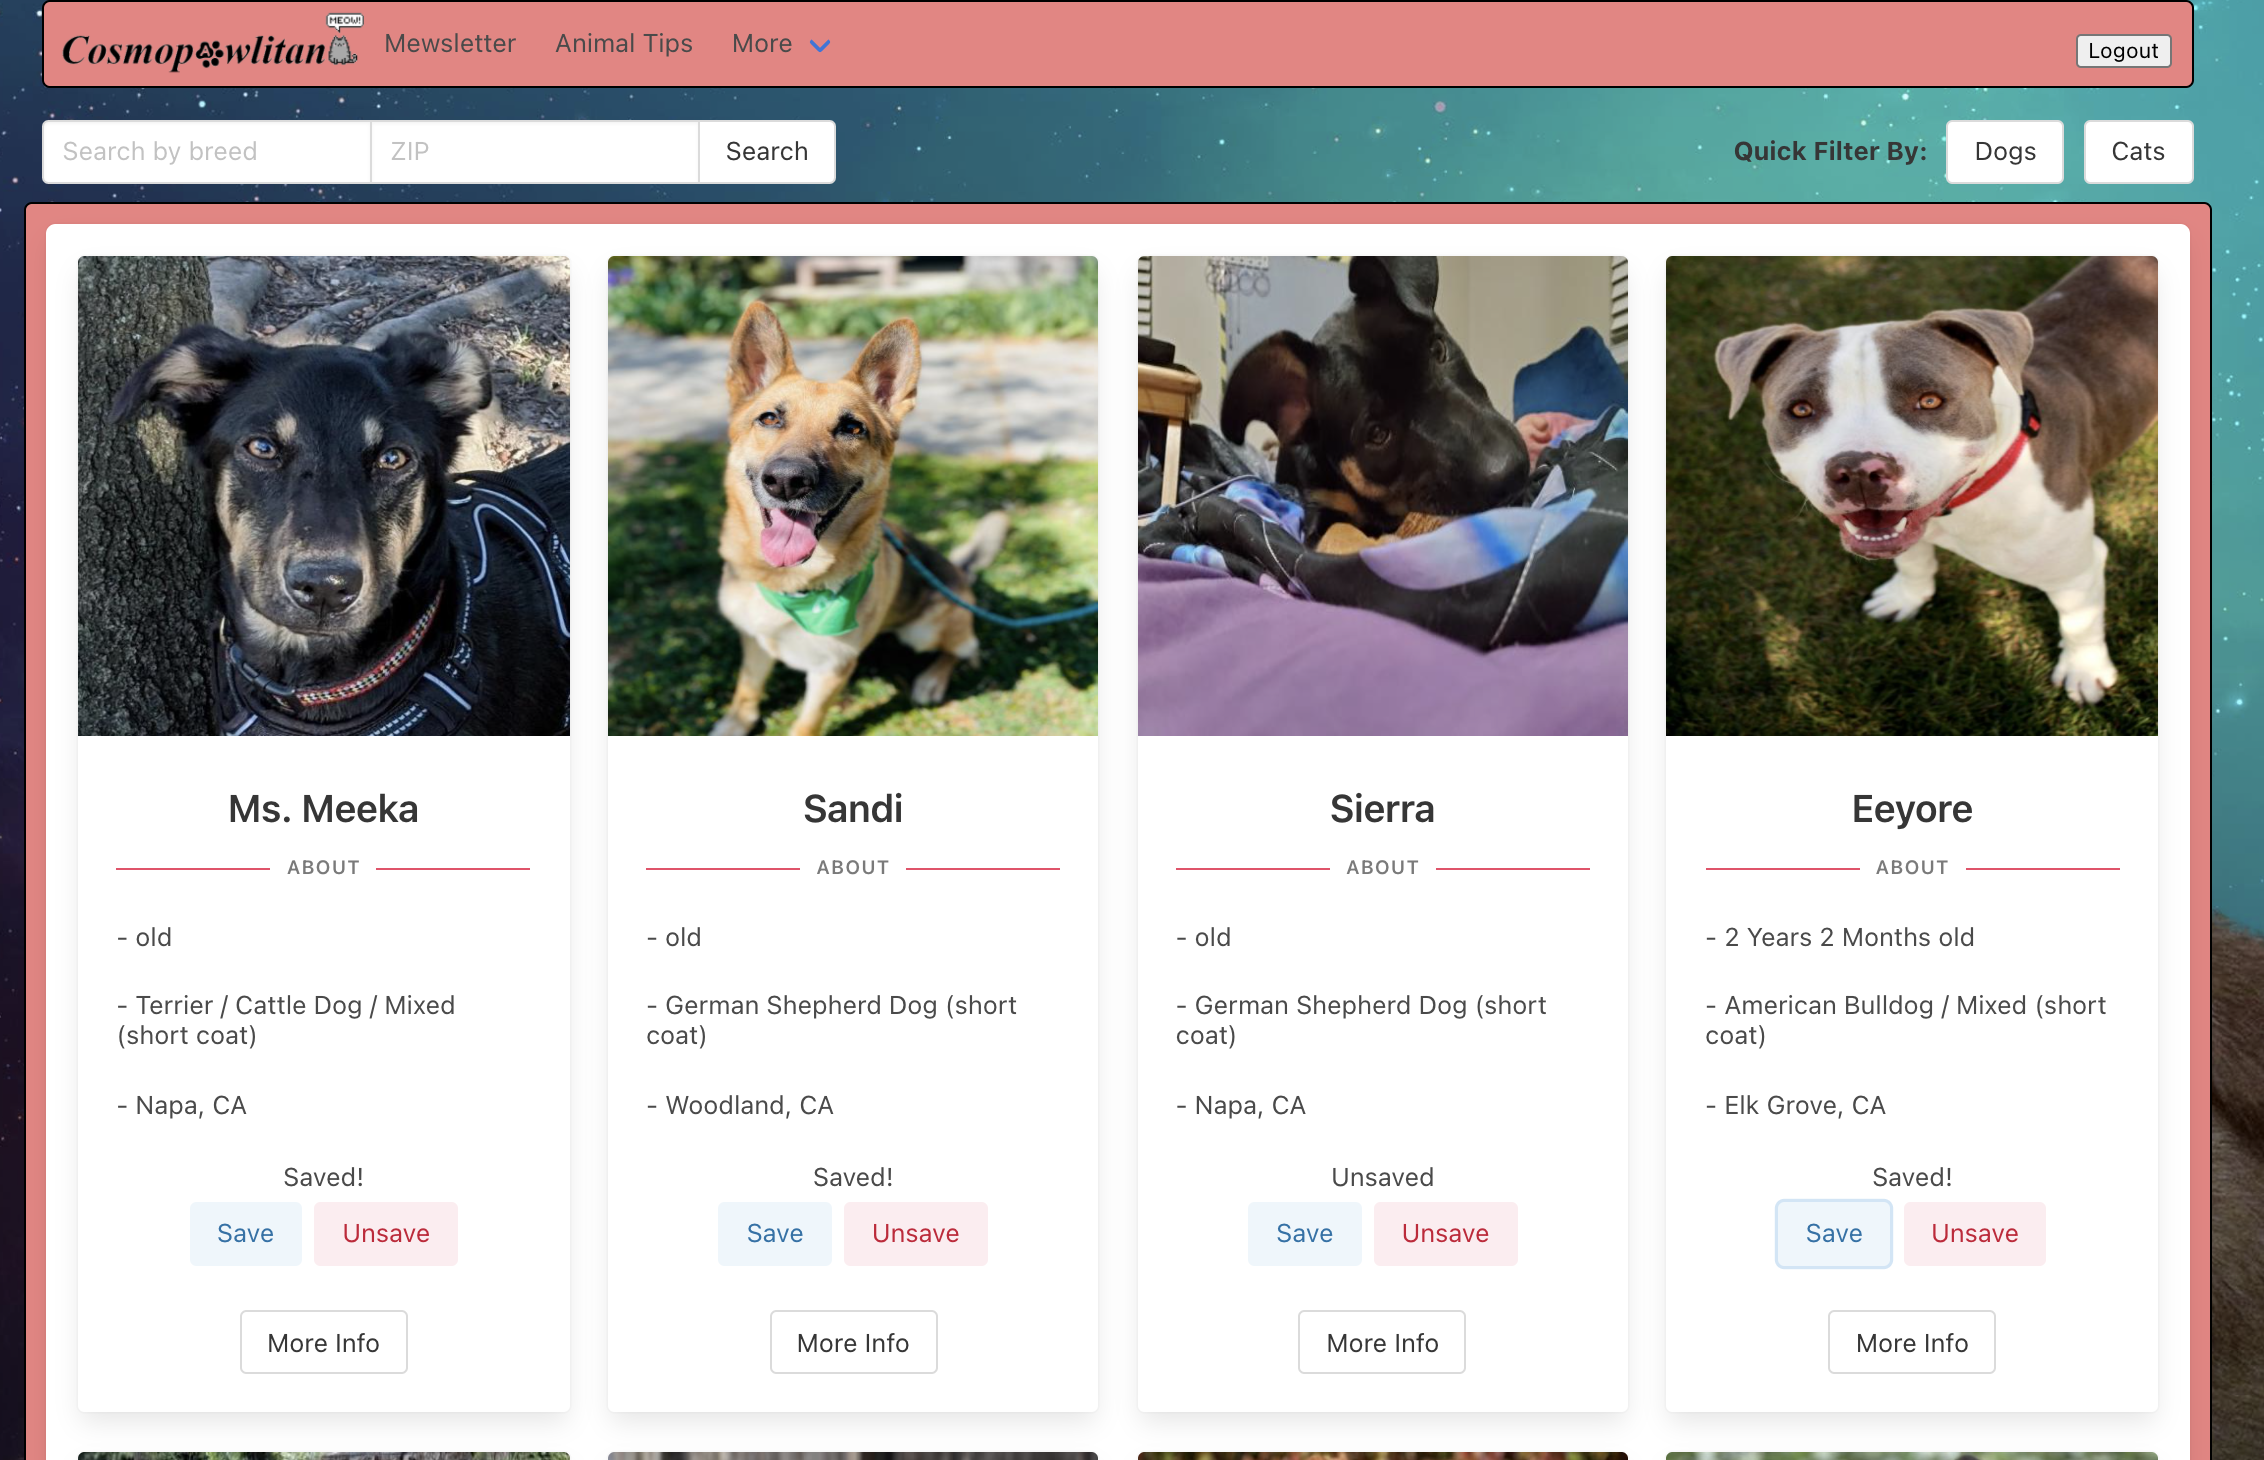 MEOW!
Cosmopowlitan
Mewsletter
Animal Tips
More
Logout
Search by breed
ZIP
Search
Quick Filter By:
Dogs
Cats
Ms. Meeka
ABOUT
- old
- Terrier / Cattle Dog / Mixed
(short coat)
- Napa, CA
Saved!
Save
Unsave
More Info
Sandi
ABOUT
- old
- German Shepherd Dog (short
coat)
- Woodland, CA
Saved!
Save
Unsave
More Info
Sierra
ABOUT
- old
- German Shepherd Dog (short
coat)
- Napa, CA
Unsaved
Save
Unsave
More Info
Eeyore
ABOUT
- 2 Years 2 Months old
- American Bulldog / Mixed (short
coat)
- Elk Grove, CA
Saved!
Save
Unsave
More Info